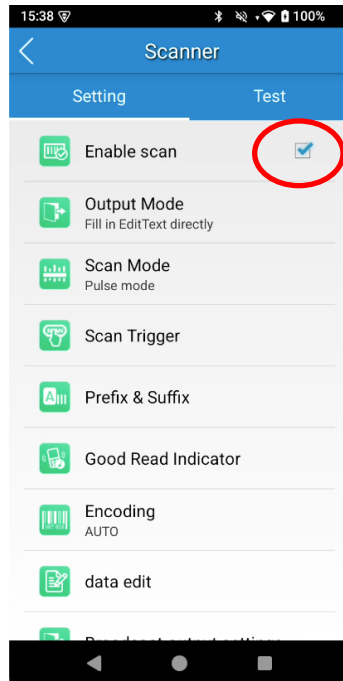 15:38 100%
Scanner
Setting Test
Enable scan
Output Mode
Fill in EditText directly
Scan Mode
Pulse mode
Scan Trigger
Prefix & Suffix
Good Read Indicator
Encoding
AUTO
data edit